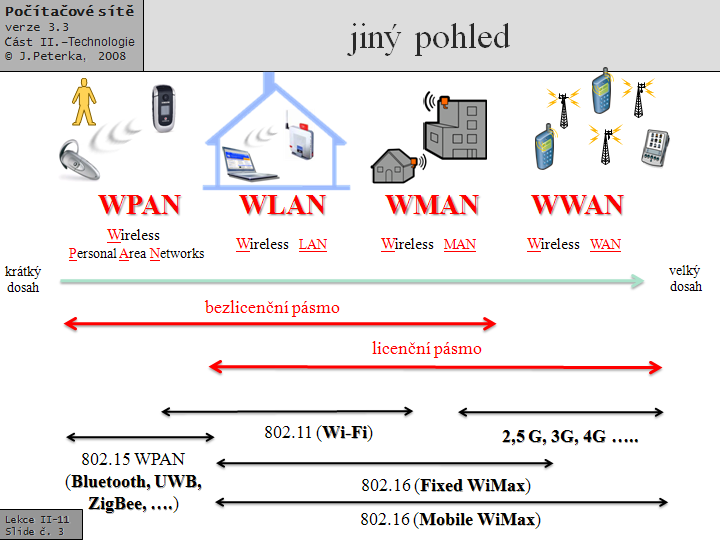 Počítačové sítě
verze 3.3
Část II.–Technologie
© J.Peterka, 2008
jiný pohled
WPAN
WLAN
WMAN
WWAN
Wireless
Personal Area Networks
Wireless LAN
Wireless MAN
Wireless WAN
krátký
dosah
velký
dosah
bezlicenční pásmo
licenční pásmo
802.11 (Wi-Fi)
2,5 G, 3G, 4G …..
802.15 WPAN
(Bluetooth, UWB,
ZigBee, ….)
802.16 (Fixed WiMax)
802.16 (Mobile WiMax)
Lekce II-11
Slide č. 3